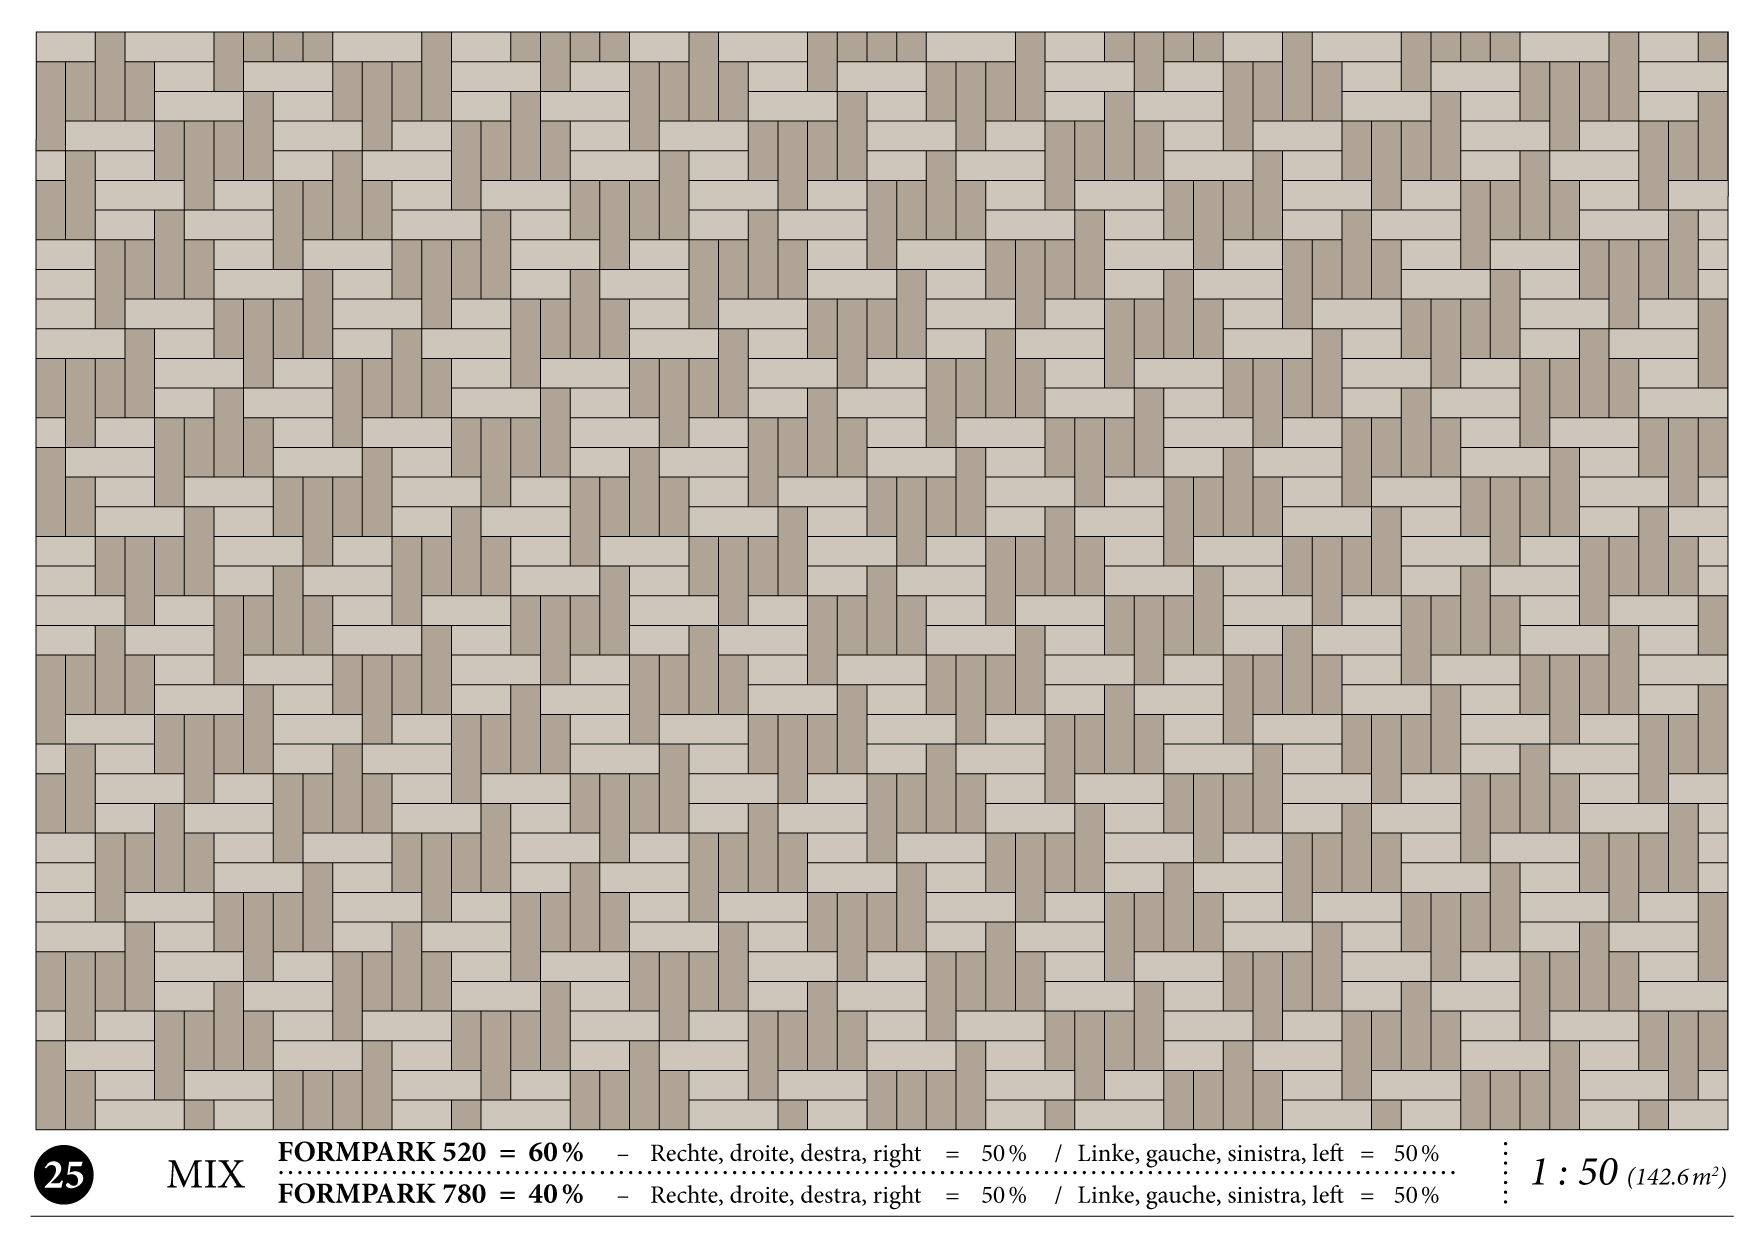 25 MIX
FORMPARK 520 = 60 % – Rechte, droite, destra, right = 50 % / Linke, gauche, sinistra, left = 50 %
FORMPARK 780 = 40 % – Rechte, droite, destra, right = 50 % / Linke, gauche, sinistra, left = 50 %
1 : 50 (142.6 m²)